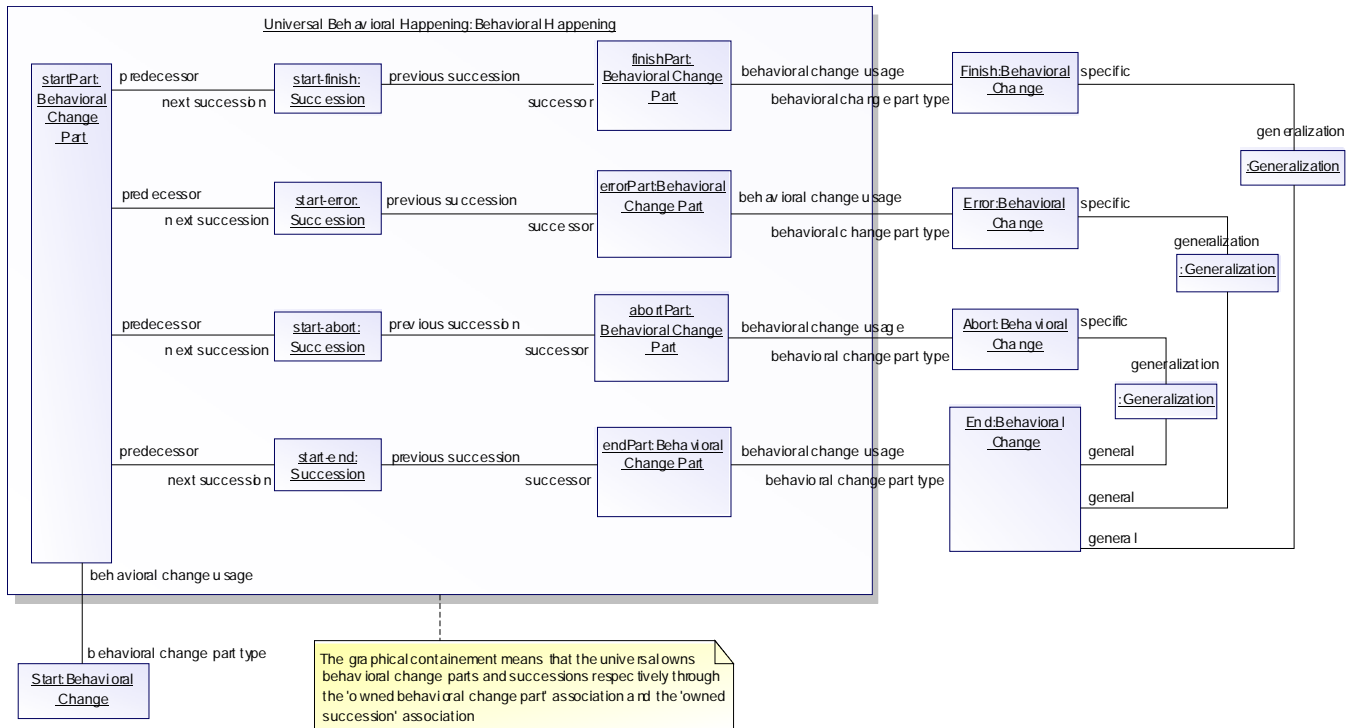 Universal Behavioral Happening:Behavioral Happening
startPart:
Behavioral
Change
Part
predecessor
next succession
start-finish:
Succession
previous succession
successor
finishPart:
Behavioral Change
Part
behavioral change usage
behavioral change part type
Finish:Behavioral
Change
specific
generalization
:Generalization
predecessor
next succession
start-error:
Succession
previous succession
successor
errorPart:Behavioral
Change Part
behavioral change usage
behavioral change part type
Error:Behavioral
Change
specific
generalization
:Generalization
predecessor
next succession
start-abort:
Succession
previous succession
successor
abortPart:
Behavioral Change
Part
behavioral change usage
behavioral change part type
Abort:Behavioral
Change
specific
generalization
:Generalization
predecessor
next succession
start-end:
Succession
previous succession
successor
endPart:Behavioral
Change Part
behavioral change usage
behavioral change part type
End:Behavioral
Change
general
general
general
behavioral change usage
behavioral change part type
Start:Behavioral
Change
The graphical containement means that the universal owns
behavioral change parts and successions respectively through
the 'owned behavioral change part' association and the 'owned
succession' association